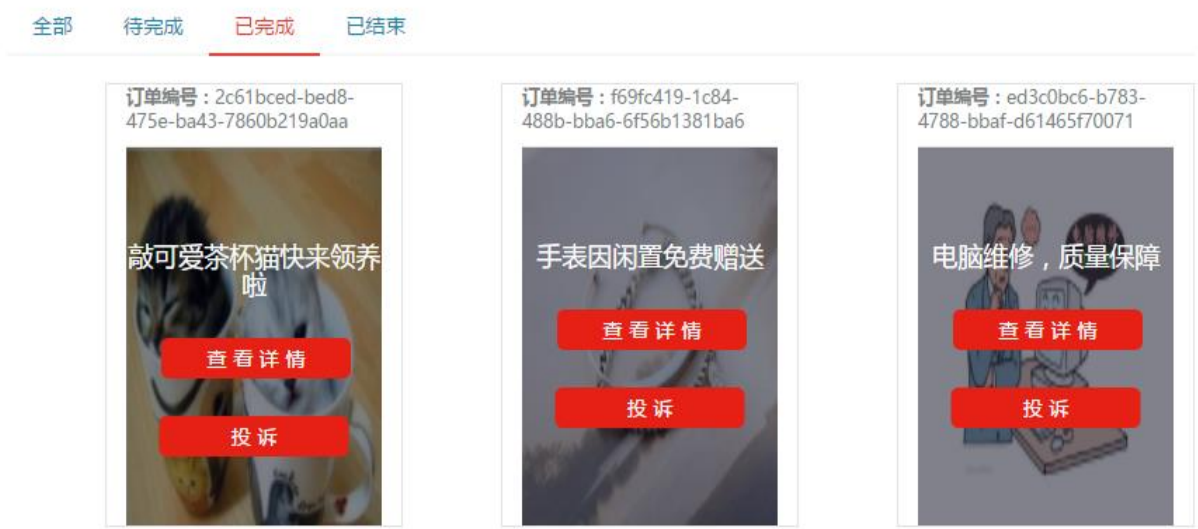 全部 待完成 已完成 已结束
订单编号：2c61bced-bed8-
475e-ba43-7860b219a0aa
敲可爱茶杯猫快来领养
啦
查看详情
投诉
订单编号：f69fc419-1c84-
488b-bba6-6f56b1381ba6
手表因闲置免费赠送
查看详情
投诉
订单编号：ed3c0bc6-b783-
4788-bbaf-d61465f70071
电脑维修，质量保障
查看详情
投诉